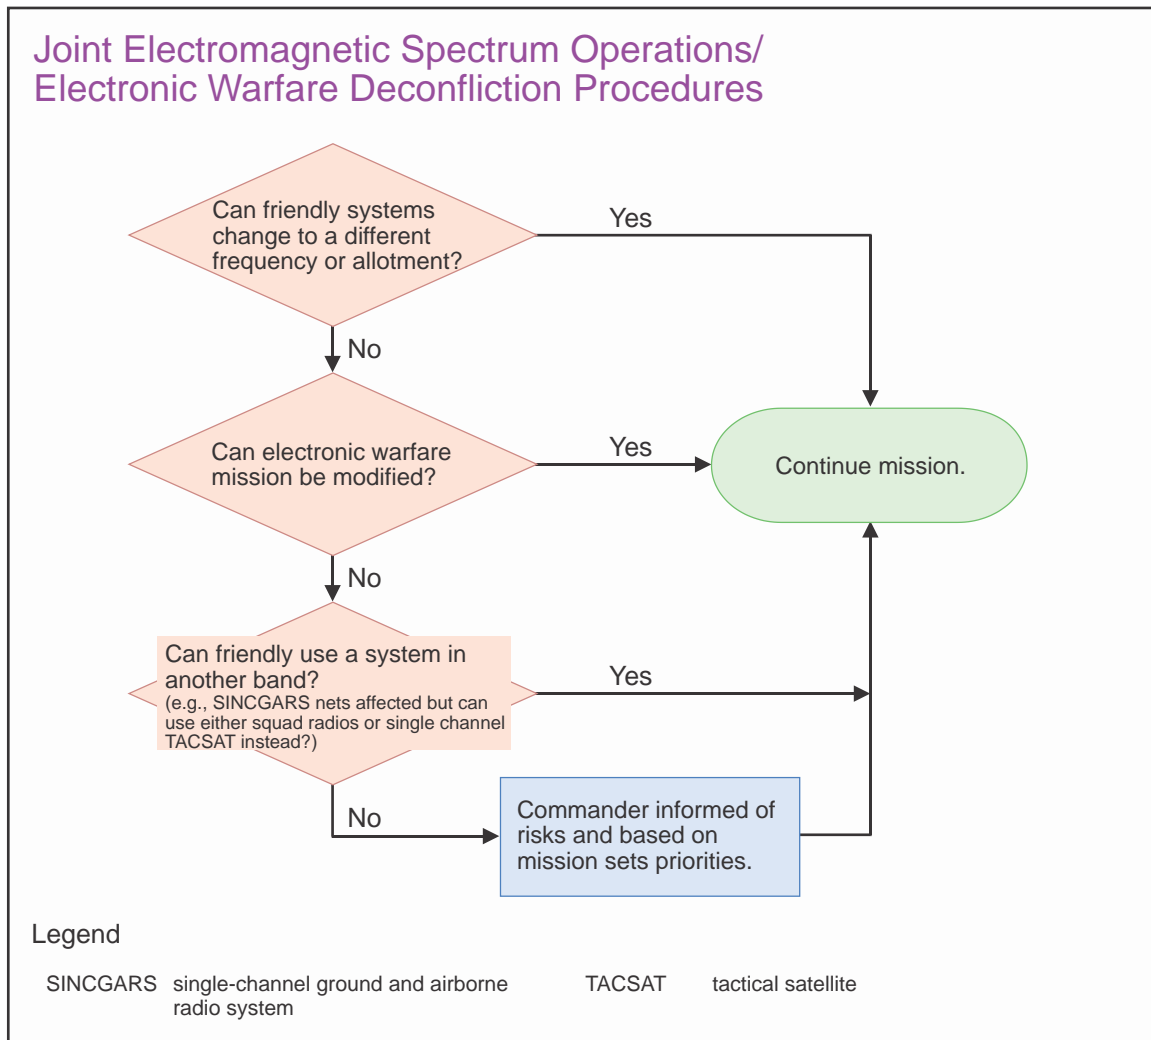 Joint Electromagnetic Spectrum Operations/
Electronic Warfare Deconfliction Procedures
Can friendly systems
change to a different
frequency or allotment?
Yes
No
Can electronic warfare
mission be modified?
Yes
Continue mission.
No
Can friendly use a system in
another band?
(e.g., SINCGARS nets affected but can
use either squad radios or single channel
TACSAT instead?)
Yes
No
Commander informed of
risks and based on
mission sets priorities.
Legend
SINCGARS single-channel ground and airborne
radio system
TACSAT tactical satellite